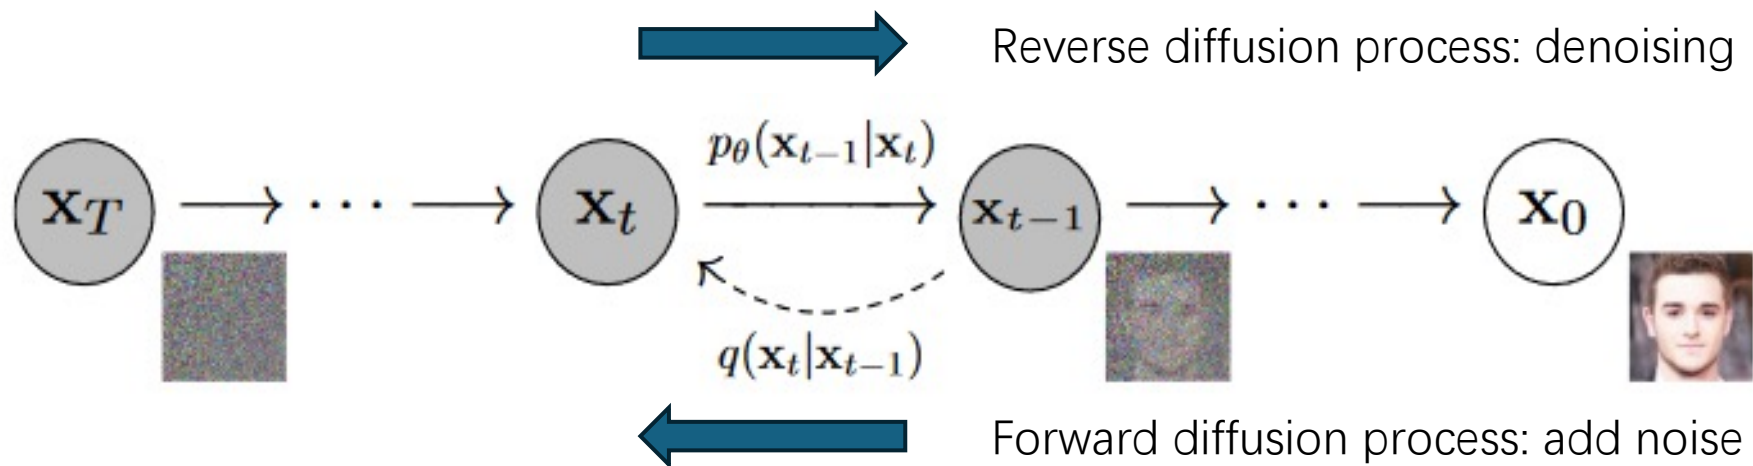 Reverse diffusion process: denoising
p_θ(x_{t−1}|x_t)
x_T ⟶ ··· ⟶ x_t ⟶ x_{t−1} ⟶ ··· ⟶ x_0
q(x_t|x_{t−1})
Forward diffusion process: add noise